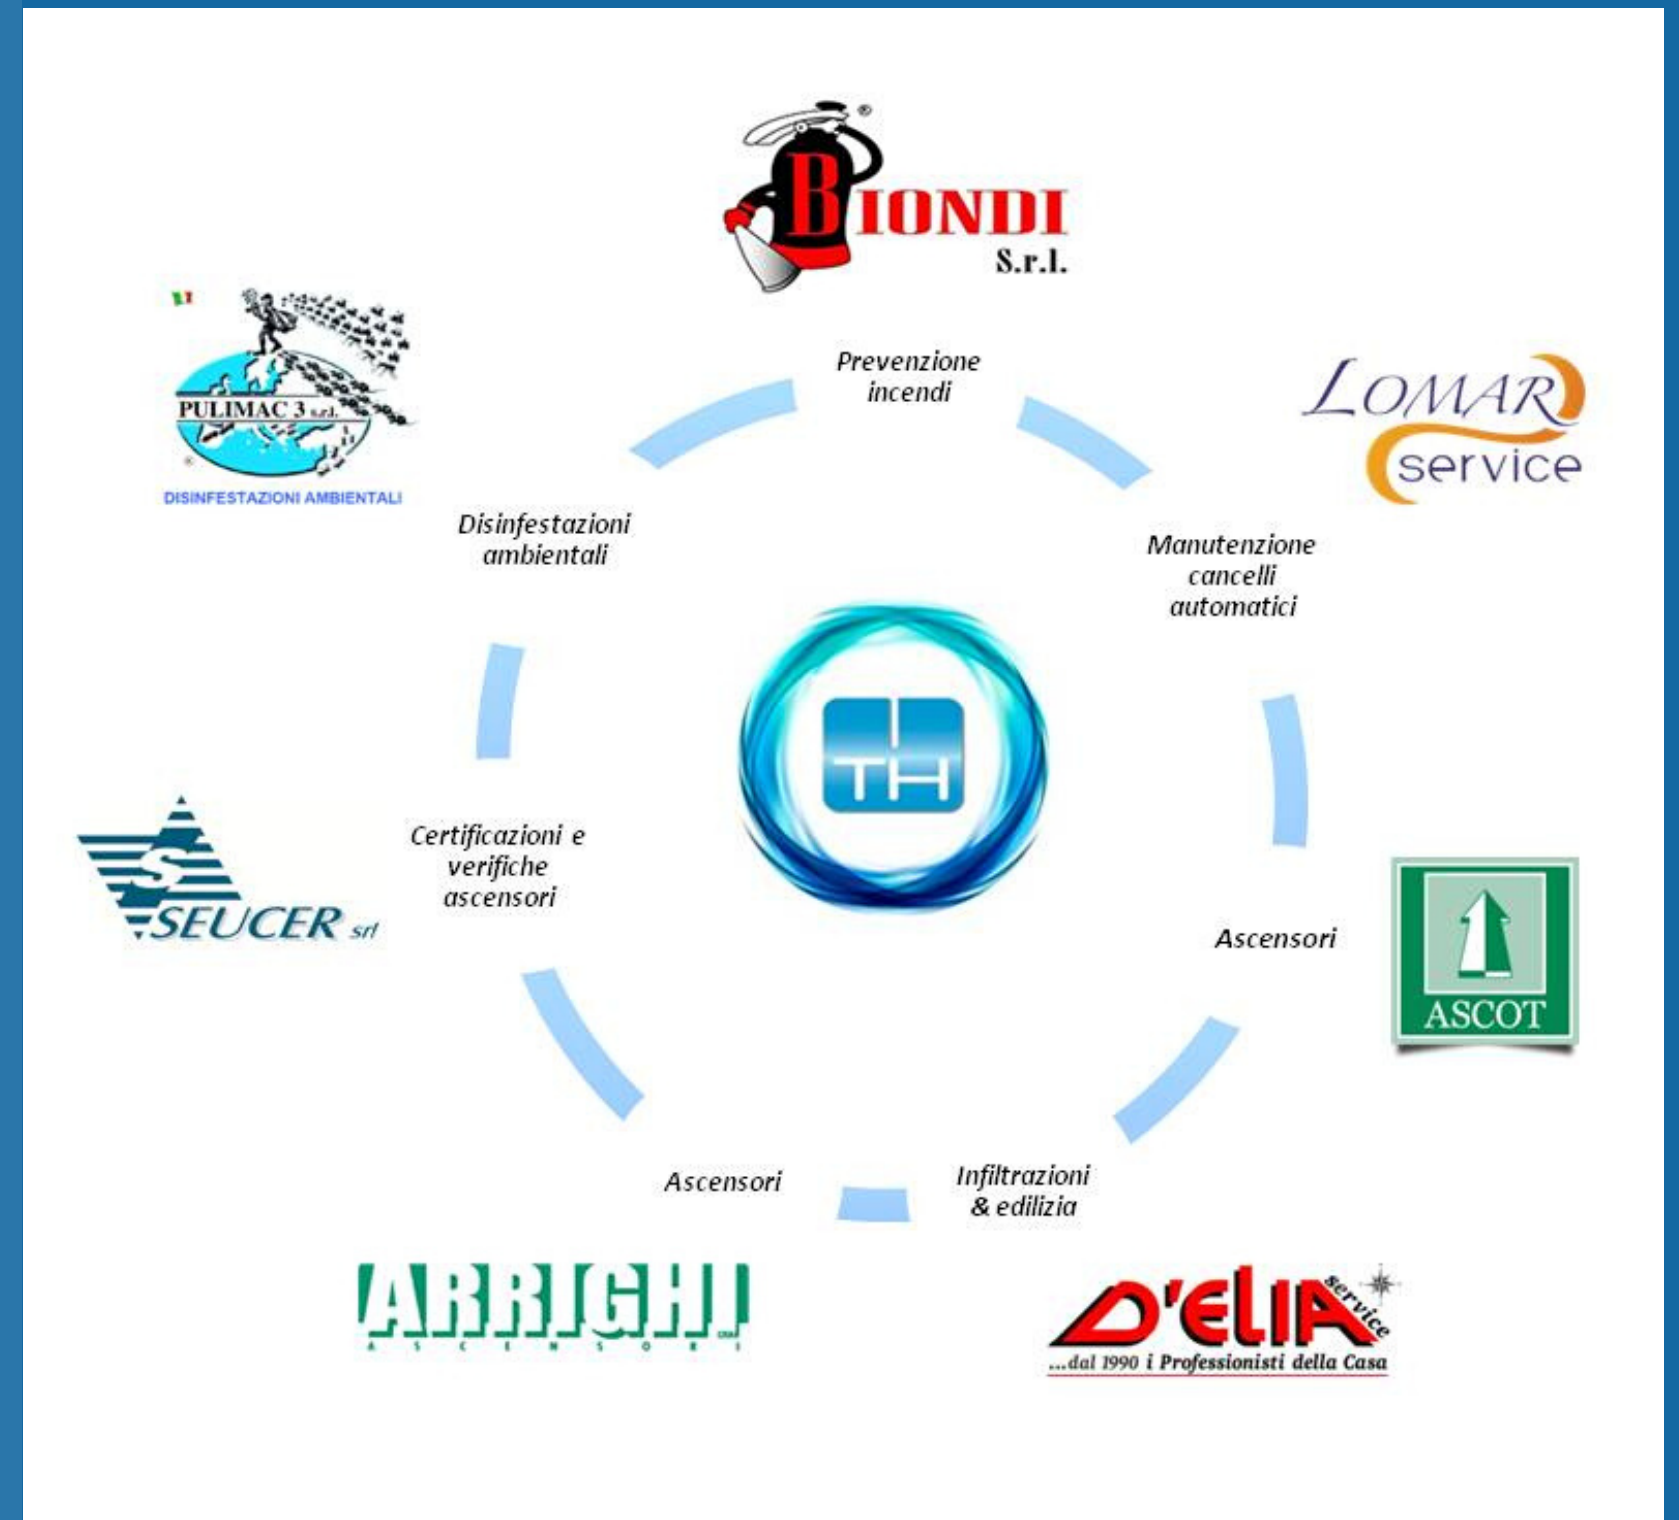 BIONDI
S.r.l.
®
Prevenzione
incendi
LOMAR
service
Manutenzione
cancelli
automatici
ASCOT
Ascensori
Infiltrazioni
& edilizia
D'ELIA
service
...dal 1990 i Professionisti della Casa
Ascensori
ARRIGHI
ASCENSORI
Certificazioni e
verifiche
ascensori
S
SEUCER srl
PULIMAC 3 s.r.l.
®
DISINFESTAZIONI AMBIENTALI
Disinfestazioni
ambientali
TH